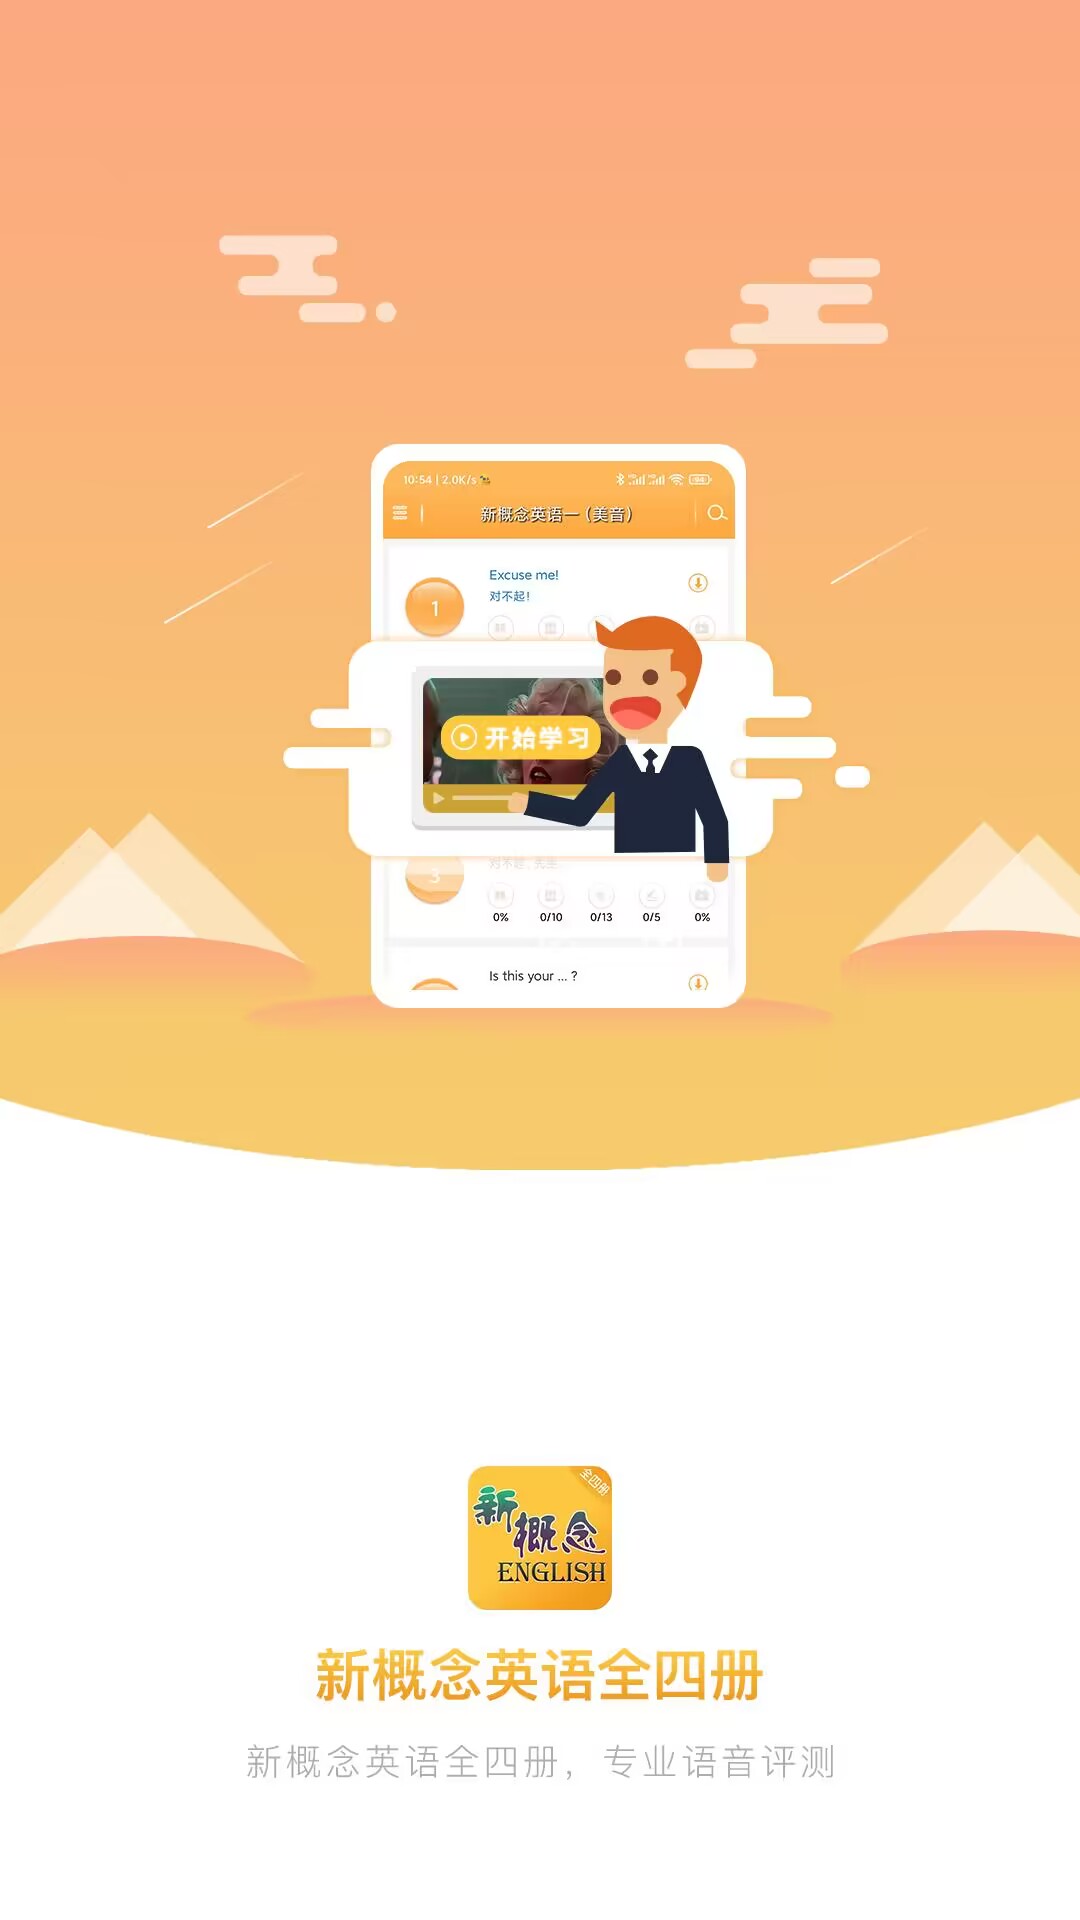 10:54 | 2.0K/s
新概念英语一（美音）
Excuse me!
1
对不起！
开始学习
对不起，先生。
3
0% 0/10 0/13 0/5 0%
Is this your ... ?
全四册
新概念
ENGLISH
新概念英语全四册
新概念英语全四册，专业语音评测